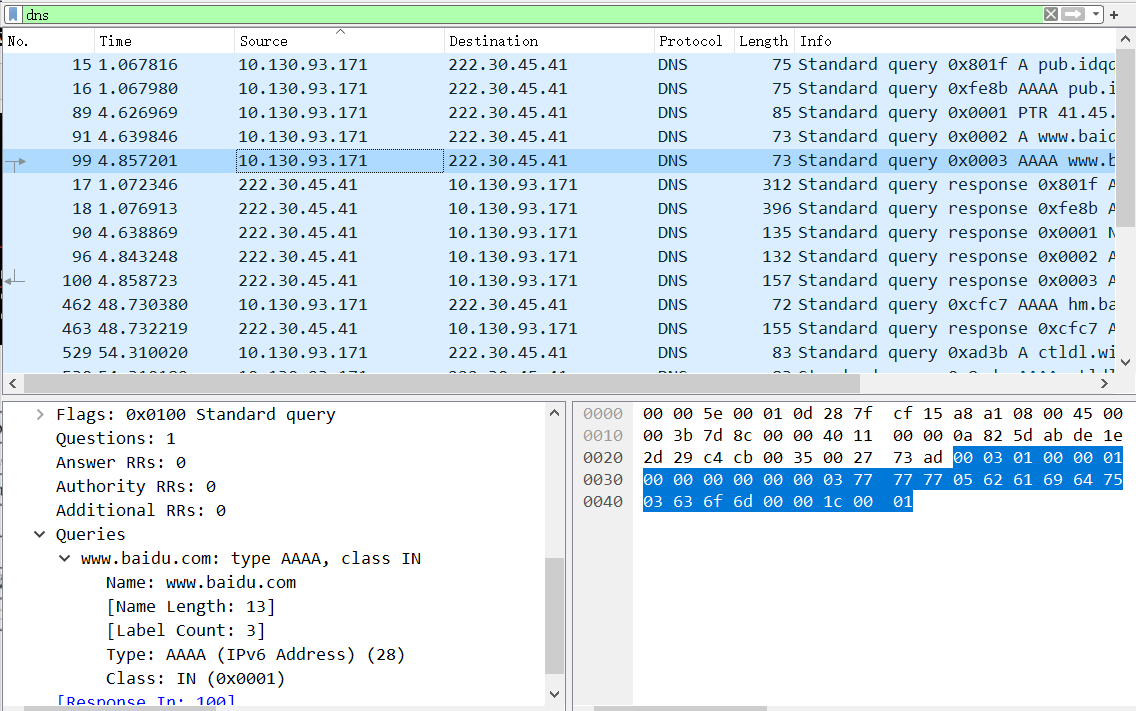 dns
No. Time Source Destination Protocol Length Info
15 1.067816 10.130.93.171 222.30.45.41 DNS 75 Standard query 0x801f A pub.idqd
16 1.067980 10.130.93.171 222.30.45.41 DNS 75 Standard query 0xfe8b AAAA pub.i
89 4.626969 10.130.93.171 222.30.45.41 DNS 85 Standard query 0x0001 PTR 41.45.
91 4.639846 10.130.93.171 222.30.45.41 DNS 73 Standard query 0x0002 A www.baid
99 4.857201 10.130.93.171 222.30.45.41 DNS 73 Standard query 0x0003 AAAA www.b
17 1.072346 222.30.45.41 10.130.93.171 DNS 312 Standard query response 0x801f A
18 1.076913 222.30.45.41 10.130.93.171 DNS 396 Standard query response 0xfe8b A
90 4.638869 222.30.45.41 10.130.93.171 DNS 135 Standard query response 0x0001 N
96 4.843248 222.30.45.41 10.130.93.171 DNS 132 Standard query response 0x0002 A
100 4.858723 222.30.45.41 10.130.93.171 DNS 157 Standard query response 0x0003 A
462 48.730380 10.130.93.171 222.30.45.41 DNS 72 Standard query 0xcfc7 AAAA hm.ba
463 48.732219 222.30.45.41 10.130.93.171 DNS 155 Standard query response 0xcfc7 A
529 54.310020 10.130.93.171 222.30.45.41 DNS 83 Standard query 0xad3b A ctldl.wi
Flags: 0x0100 Standard query
Questions: 1
Answer RRs: 0
Authority RRs: 0
Additional RRs: 0
Queries
www.baidu.com: type AAAA, class IN
Name: www.baidu.com
[Name Length: 13]
[Label Count: 3]
Type: AAAA (IPv6 Address) (28)
Class: IN (0x0001)
[Response In: 100]
0000 00 00 5e 00 01 0d 28 7f cf 15 a8 a1 08 00 45 00
0010 00 3b 7d 8c 00 00 40 11 00 00 0a 82 5d ab de 1e
0020 2d 29 c4 cb 00 35 00 27 73 ad 00 03 01 00 00 01
0030 00 00 00 00 00 00 03 77 77 77 05 62 61 69 64 75
0040 03 63 6f 6d 00 00 1c 00 01